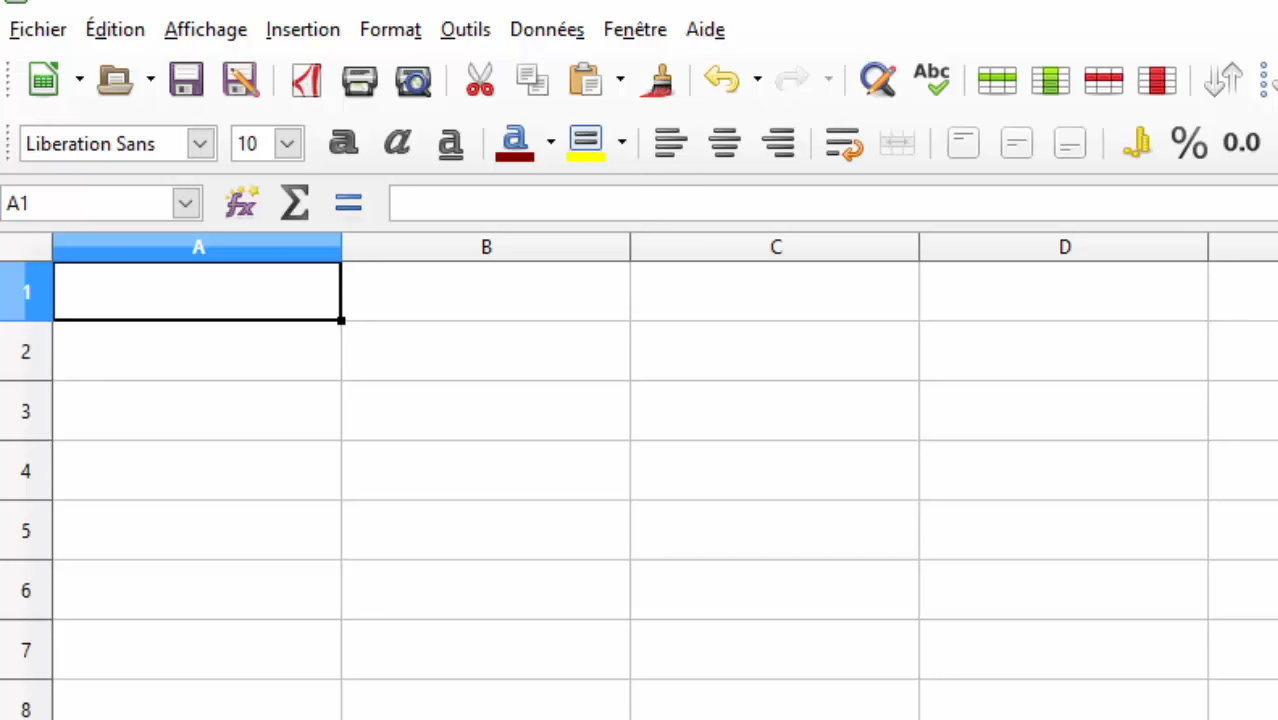 Fichier Édition Affichage Insertion Format Outils Données Fenêtre Aide
Abc
Liberation Sans 10 a a a a % 0.0
A1 fx Σ =
A B C D
1
2
3
4
5
6
7
8